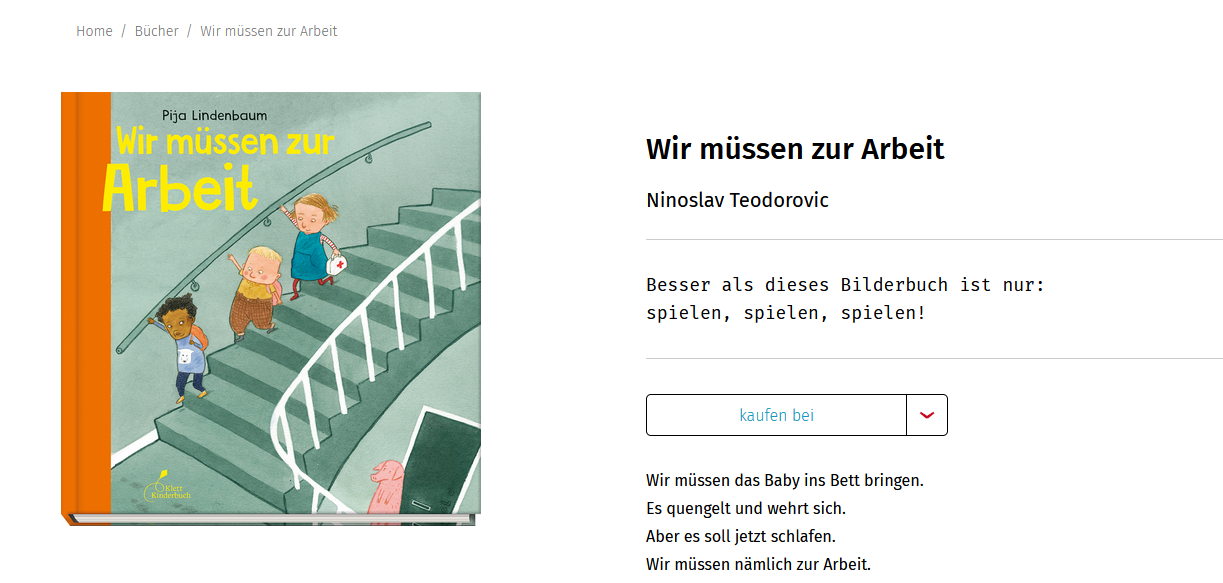 Home / Bücher / Wir müssen zur Arbeit
Pija Lindenbaum
Wir müssen zur
Arbeit
Klett
Kinderbuch
Wir müssen zur Arbeit
Ninoslav Teodorovic
Besser als dieses Bilderbuch ist nur:
spielen, spielen, spielen!
kaufen bei
Wir müssen das Baby ins Bett bringen.
Es quengelt und wehrt sich.
Aber es soll jetzt schlafen.
Wir müssen nämlich zur Arbeit.